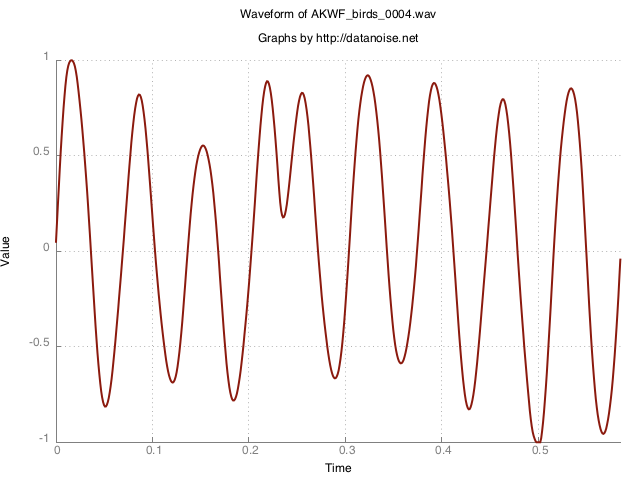 Waveform of AKWF_birds_0004.wav
Graphs by http://datanoise.net
1
0.5
0
-0.5
-1
Value
0 0.1 0.2 0.3 0.4 0.5
Time